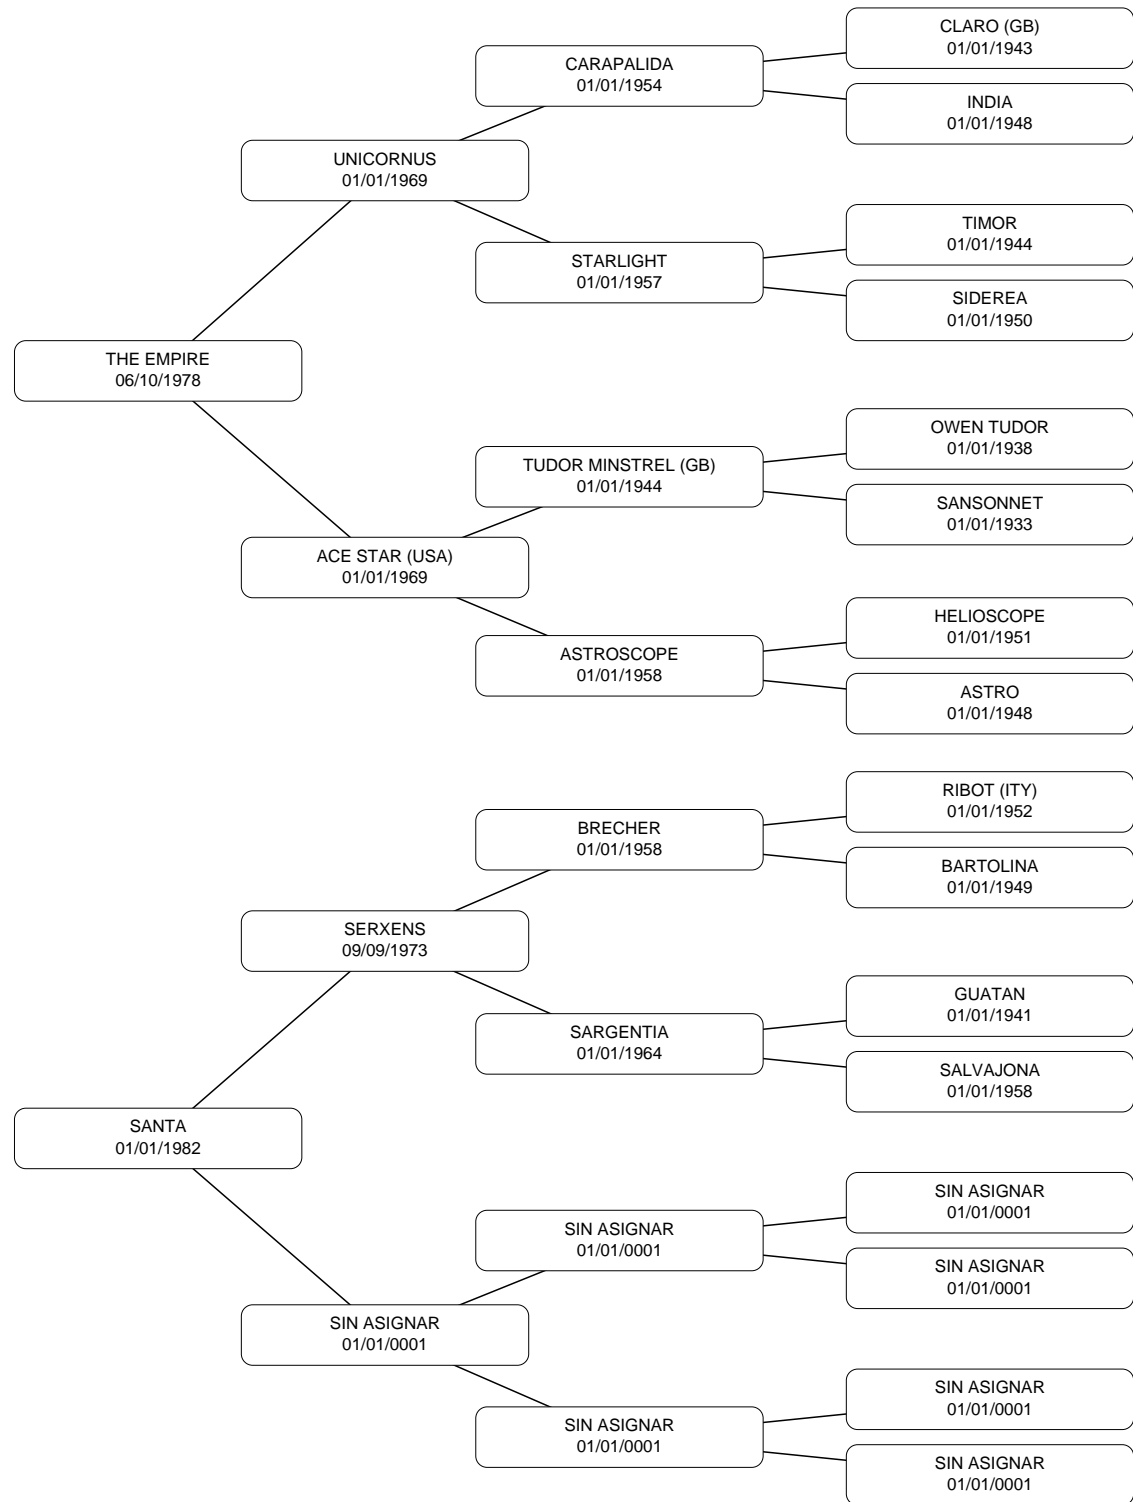 CLARO (GB)
01/01/1943
CARAPALIDA
01/01/1954
INDIA
01/01/1948
UNICORNUS
01/01/1969
TIMOR
01/01/1944
STARLIGHT
01/01/1957
SIDEREA
01/01/1950
THE EMPIRE
06/10/1978
OWEN TUDOR
01/01/1938
TUDOR MINSTREL (GB)
01/01/1944
SANSONNET
01/01/1933
ACE STAR (USA)
01/01/1969
HELIOSCOPE
01/01/1951
ASTROSCOPE
01/01/1958
ASTRO
01/01/1948
RIBOT (ITY)
01/01/1952
BRECHER
01/01/1958
BARTOLINA
01/01/1949
SERXENS
09/09/1973
GUATAN
01/01/1941
SARGENTIA
01/01/1964
SALVAJONA
01/01/1958
SANTA
01/01/1982
SIN ASIGNAR
01/01/0001
SIN ASIGNAR
01/01/0001
SIN ASIGNAR
01/01/0001
SIN ASIGNAR
01/01/0001
SIN ASIGNAR
01/01/0001
SIN ASIGNAR
01/01/0001
SIN ASIGNAR
01/01/0001